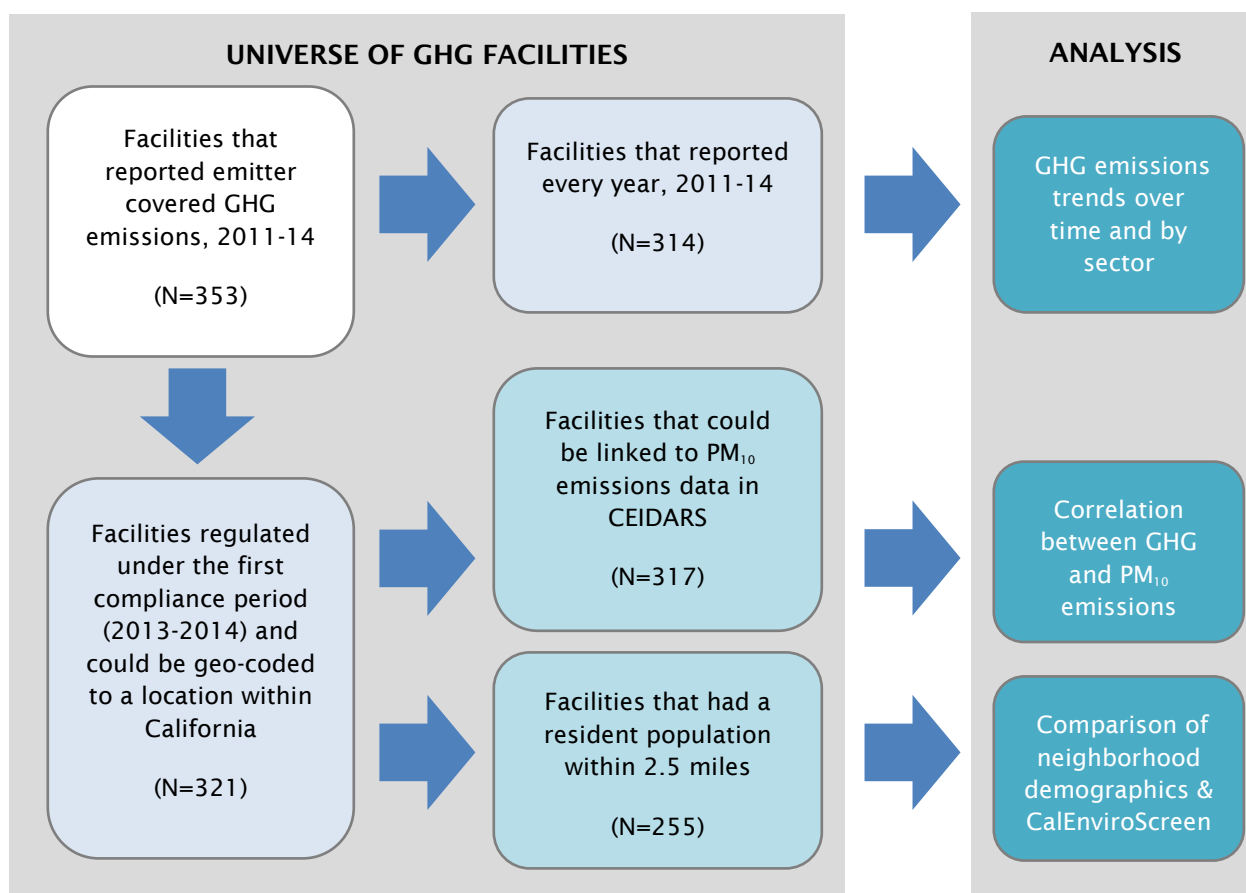 UNIVERSE OF GHG FACILITIES
ANALYSIS
Facilities that
reported emitter
covered GHG
emissions, 2011-14
(N=353)
Facilities that reported
every year, 2011-14
(N=314)
GHG emissions
trends over
time and by
sector
Facilities regulated
under the first
compliance period
(2013-2014) and
could be geo-coded
to a location within
California
(N=321)
Facilities that could
be linked to PM₁₀
emissions data in
CEIDARS
(N=317)
Correlation
between GHG
and PM₁₀
emissions
Facilities that had a
resident population
within 2.5 miles
(N=255)
Comparison of
neighborhood
demographics &
CalEnviroScreen